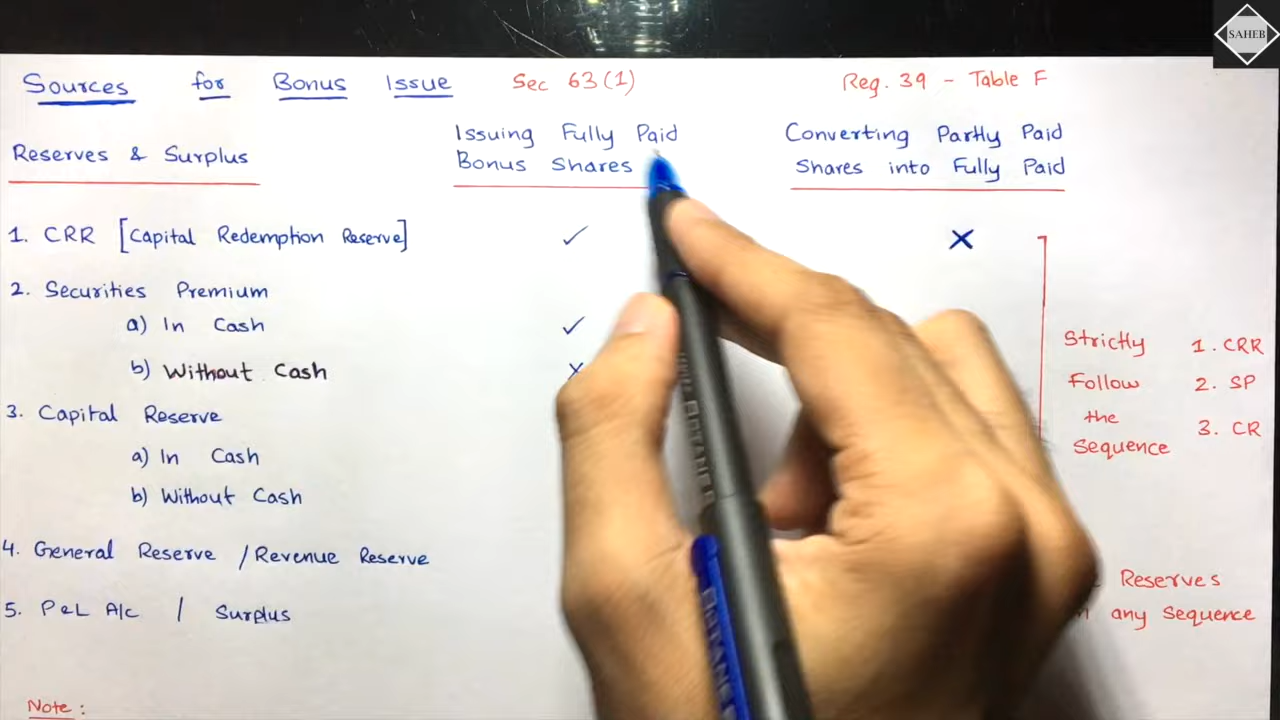 SAHEB
Sources for Bonus Issue Sec 63(1) Reg. 39 - Table F
Reserves & Surplus Issuing Fully Paid Bonus Shares Converting Partly Paid Shares into Fully Paid
1. CRR [Capital Redemption Reserve] ✓ ×
2. Securities Premium
a) In Cash ✓
b) Without Cash ×
3. Capital Reserve
a) In Cash
b) Without Cash
4. General Reserve / Revenue Reserve
5. P&L A/c / Surplus
Strictly 1. CRR
Follow 2. SP
the
Sequence 3. CR
Reserves
any Sequence
Note :